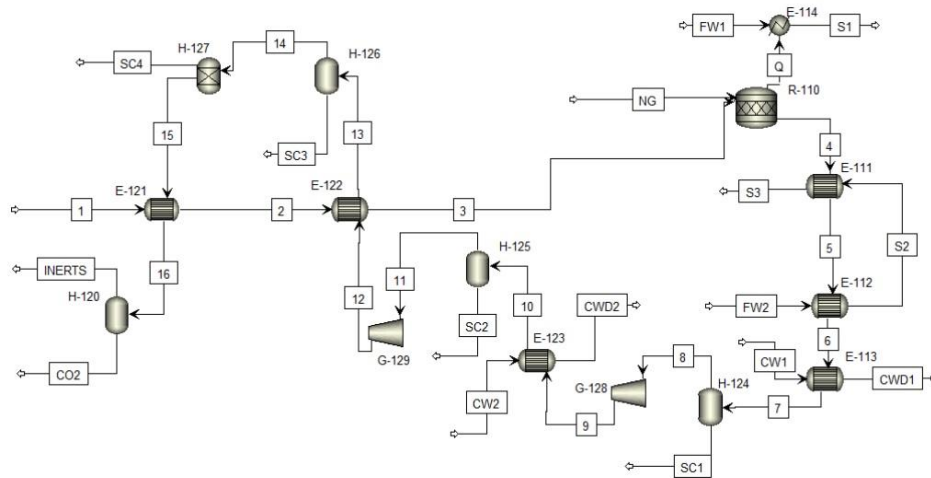 E-114
FW1
S1
14
H-127
H-126
SC4
Q
R-110
NG
15
13
SC3
4
E-111
E-121
E-122
S3
1
2
3
5
S2
H-125
11
INERTS
16
12
10
E-112
H-120
CWD2
FW2
SC2
6
E-123
G-129
CW1
E-113
8
H-124
CO2
G-128
CWD1
CW2
7
9
SC1